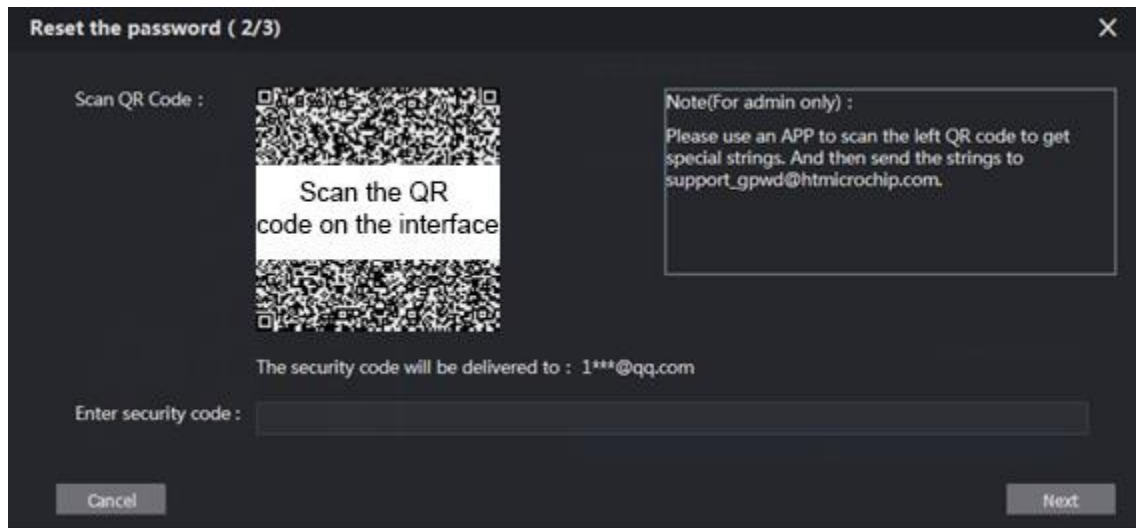 Reset the password ( 2/3)
Scan QR Code :
Scan the QR
code on the interface
Note(For admin only) :
Please use an APP to scan the left QR code to get
special strings. And then send the strings to
support_gpwd@htmicrochip.com.
The security code will be delivered to : 1***@qq.com
Enter security code :
Cancel
Next